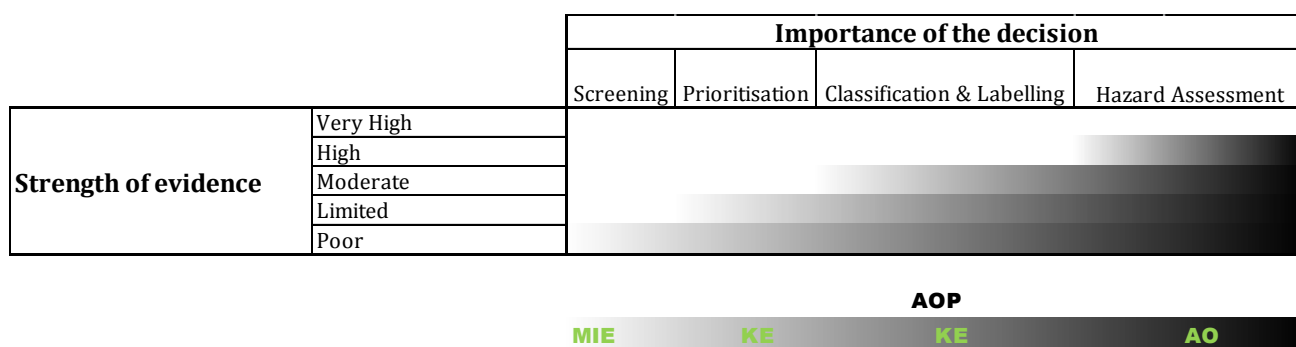 Importance of the decision
Screening Prioritisation Classification & Labelling Hazard Assessment
Strength of evidence
Very High
High
Moderate
Limited
Poor
AOP
MIE KE KE AO